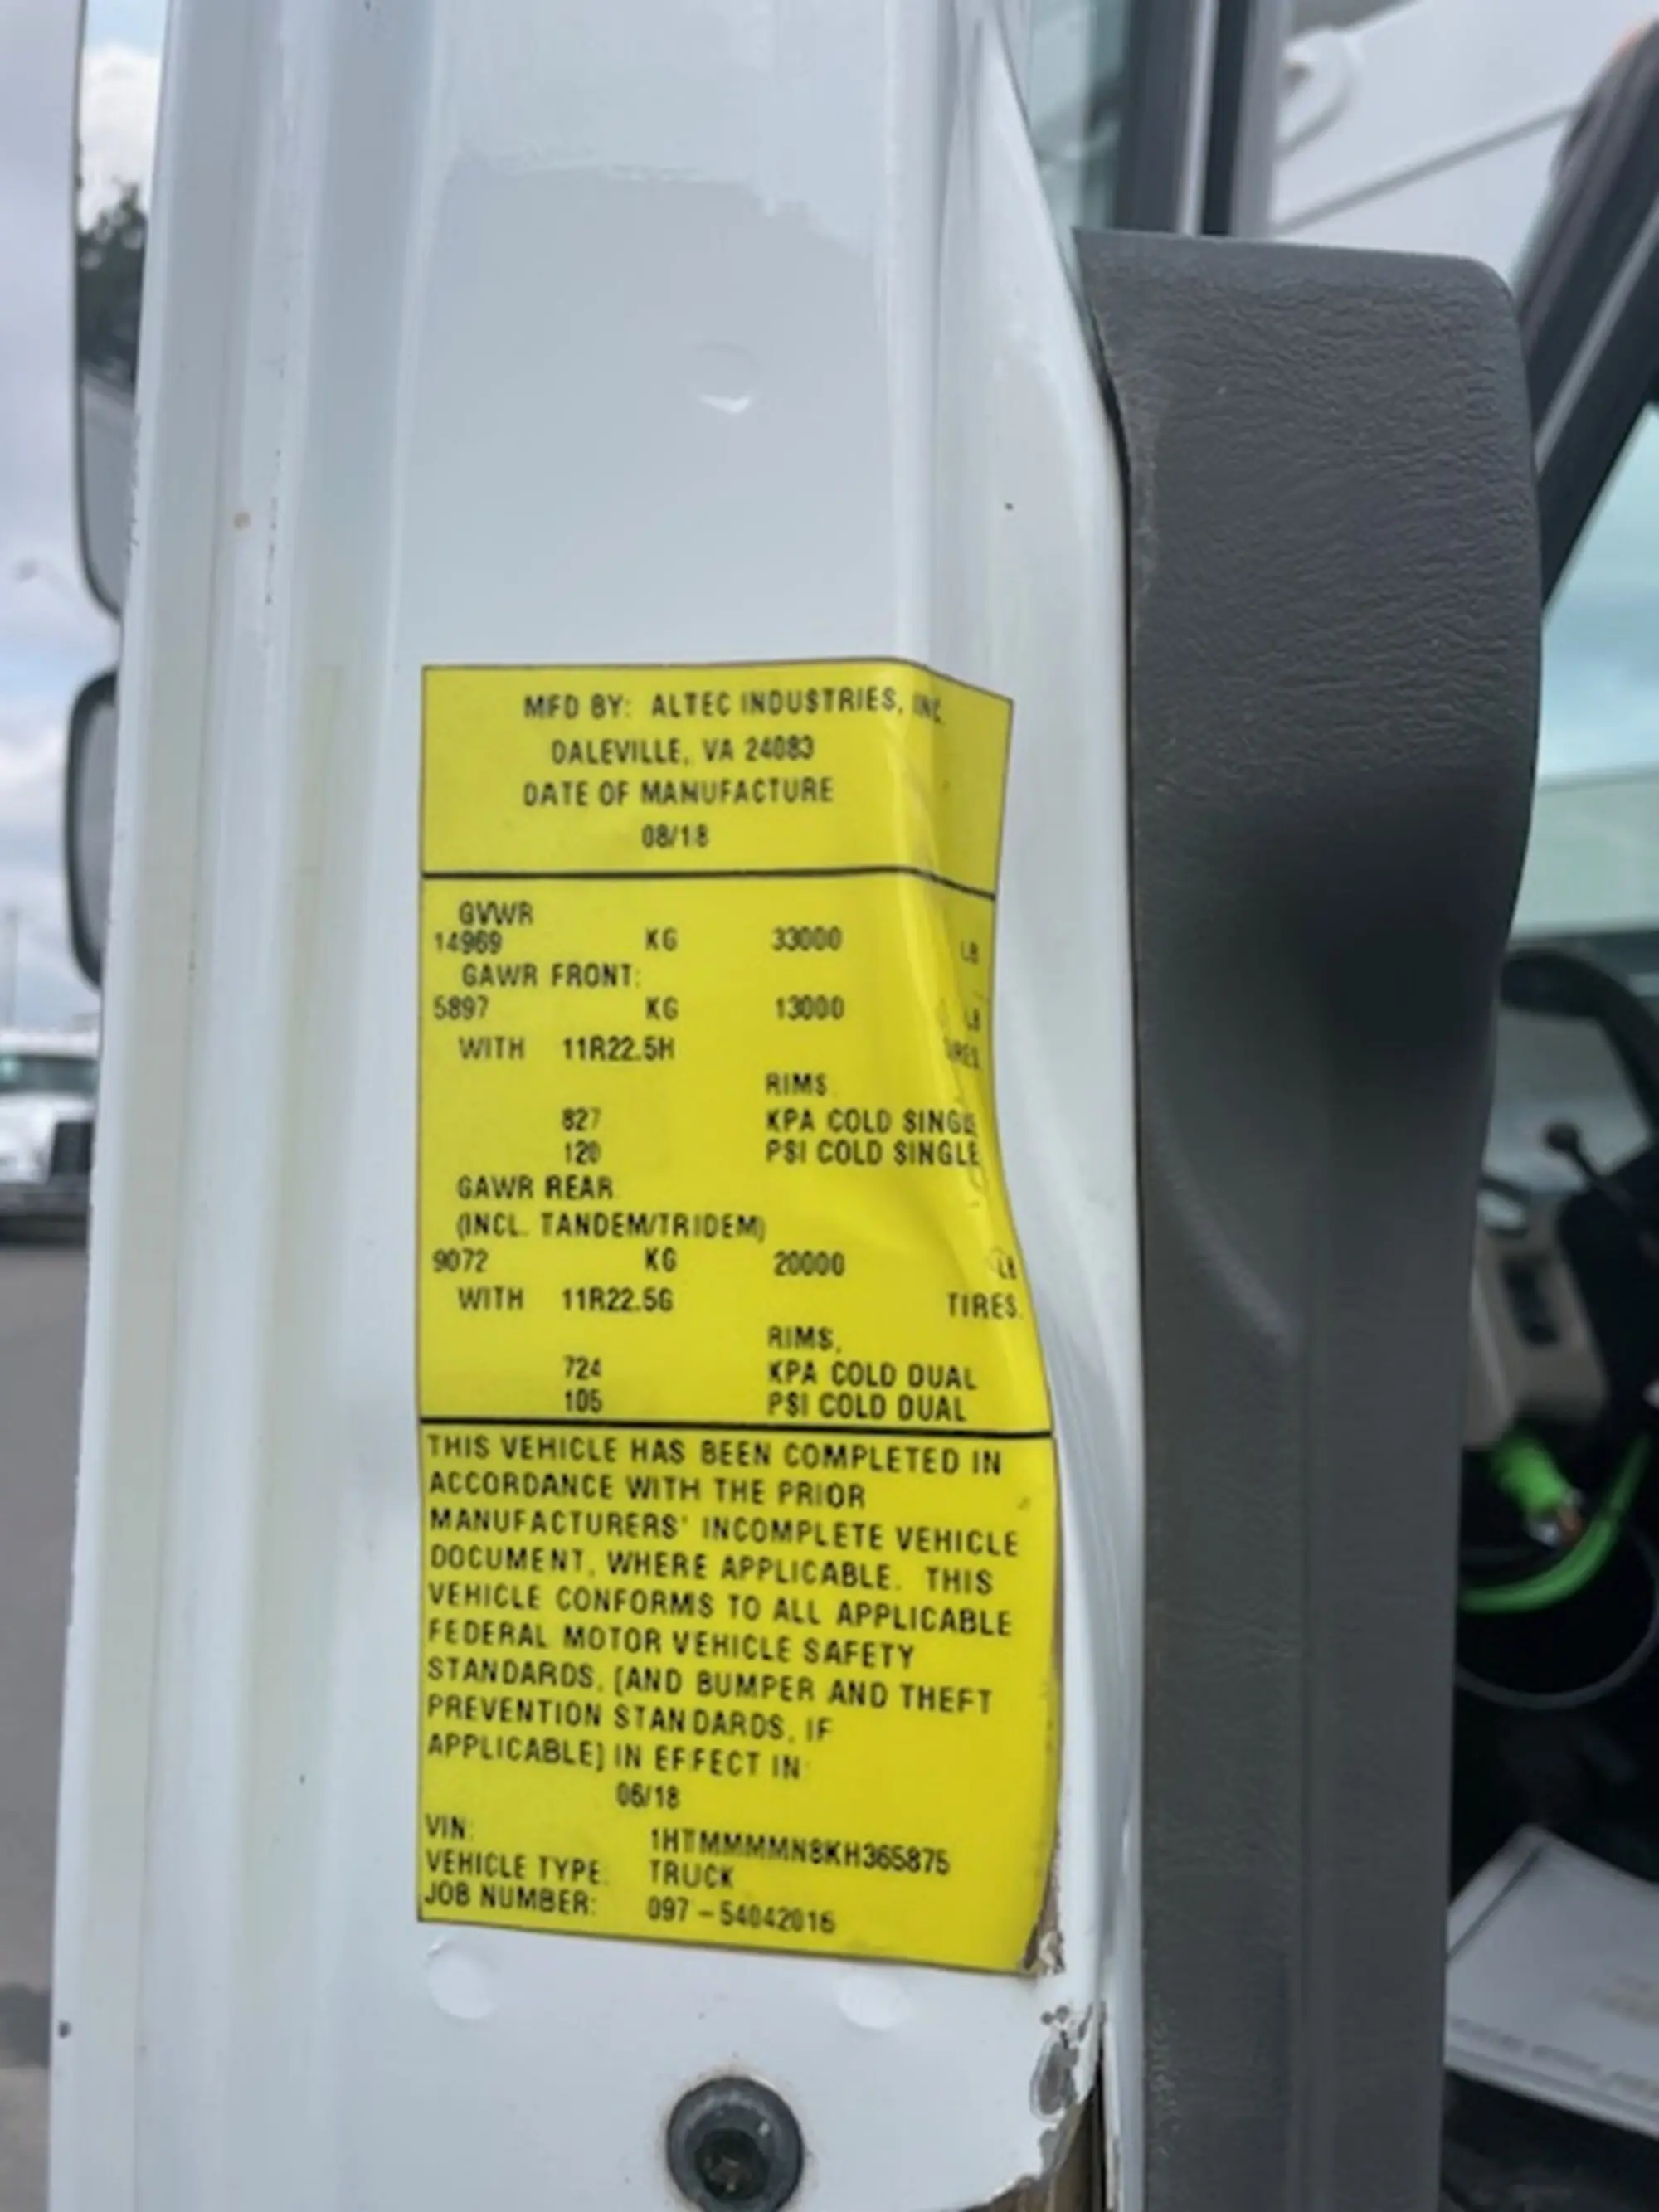 MFD BY: ALTEC INDUSTRIES, INC.
DALEVILLE, VA 24083
DATE OF MANUFACTURE
08/18
GVWR
14969 KG 33000 LB
GAWR FRONT:
5897 KG 13000 LB
WITH 11R22.5H TIRES,
RIMS
827 KPA COLD SINGLE
120 PSI COLD SINGLE
GAWR REAR
(INCL. TANDEM/TRIDEM)
9072 KG 20000 LB
WITH 11R22.5G TIRES,
RIMS,
724 KPA COLD DUAL
105 PSI COLD DUAL
THIS VEHICLE HAS BEEN COMPLETED IN
ACCORDANCE WITH THE PRIOR
MANUFACTURERS' INCOMPLETE VEHICLE
DOCUMENT, WHERE APPLICABLE. THIS
VEHICLE CONFORMS TO ALL APPLICABLE
FEDERAL MOTOR VEHICLE SAFETY
STANDARDS, [AND BUMPER AND THEFT
PREVENTION STANDARDS, IF
APPLICABLE] IN EFFECT IN:
06/18
VIN: 1HTMMMMN8KH365875
VEHICLE TYPE: TRUCK
JOB NUMBER: 097 - 54042016